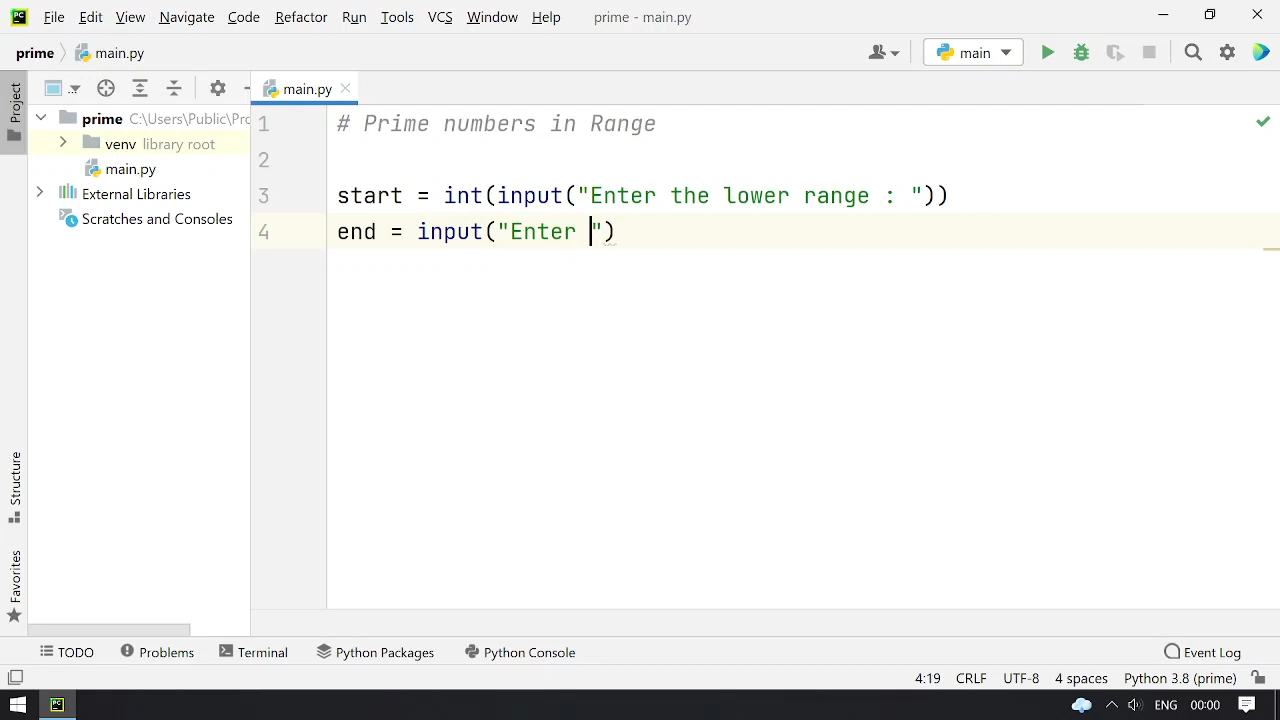 PC File Edit View Navigate Code Refactor Run Tools VCS Window Help prime - main.py
prime main.py main
Project ... main.py
prime C:\Users\Public\Pro
venv library root
main.py
External Libraries
Scratches and Consoles
1 # Prime numbers in Range
2
3 start = int(input("Enter the lower range : "))
4 end = input("Enter ")
Structure
Favorites
TODO Problems Terminal Python Packages Python Console Event Log
4:19 CRLF UTF-8 4 spaces Python 3.8 (prime)
PC ENG 00:00